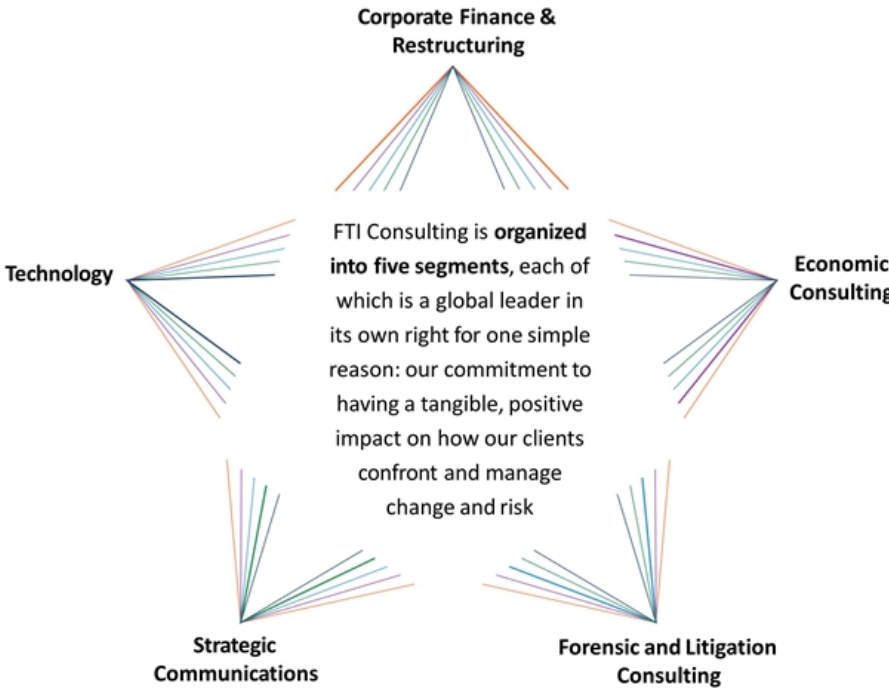 Corporate Finance &
Restructuring
FTI Consulting is organized
into five segments, each of
which is a global leader in
its own right for one simple
reason: our commitment to
having a tangible, positive
impact on how our clients
confront and manage
change and risk
Technology
Economic
Consulting
Strategic
Communications
Forensic and Litigation
Consulting